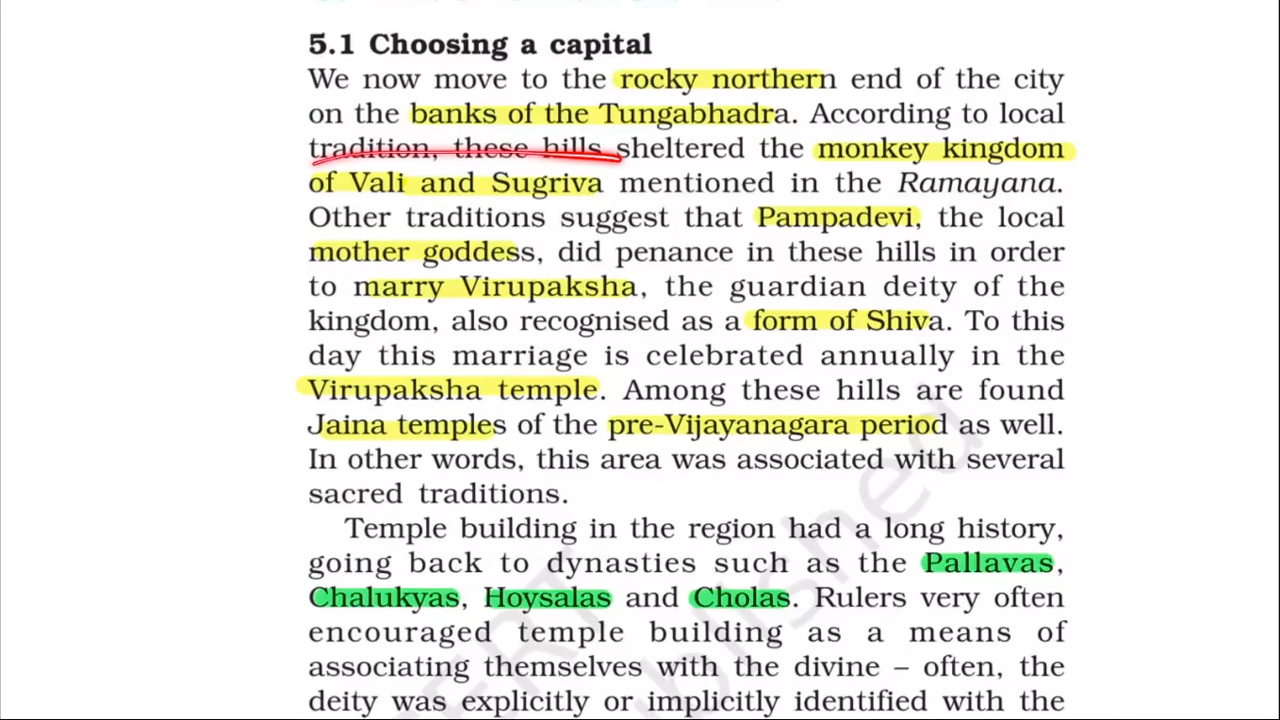 5.1 Choosing a capital
We now move to the rocky northern end of the city
on the banks of the Tungabhadra. According to local
tradition, these hills sheltered the monkey kingdom
of Vali and Sugriva mentioned in the Ramayana.
Other traditions suggest that Pampadevi, the local
mother goddess, did penance in these hills in order
to marry Virupaksha, the guardian deity of the
kingdom, also recognised as a form of Shiva. To this
day this marriage is celebrated annually in the
Virupaksha temple. Among these hills are found
Jaina temples of the pre-Vijayanagara period as well.
In other words, this area was associated with several
sacred traditions.
Temple building in the region had a long history,
going back to dynasties such as the Pallavas,
Chalukyas, Hoysalas and Cholas. Rulers very often
encouraged temple building as a means of
associating themselves with the divine – often, the
deity was explicitly or implicitly identified with the